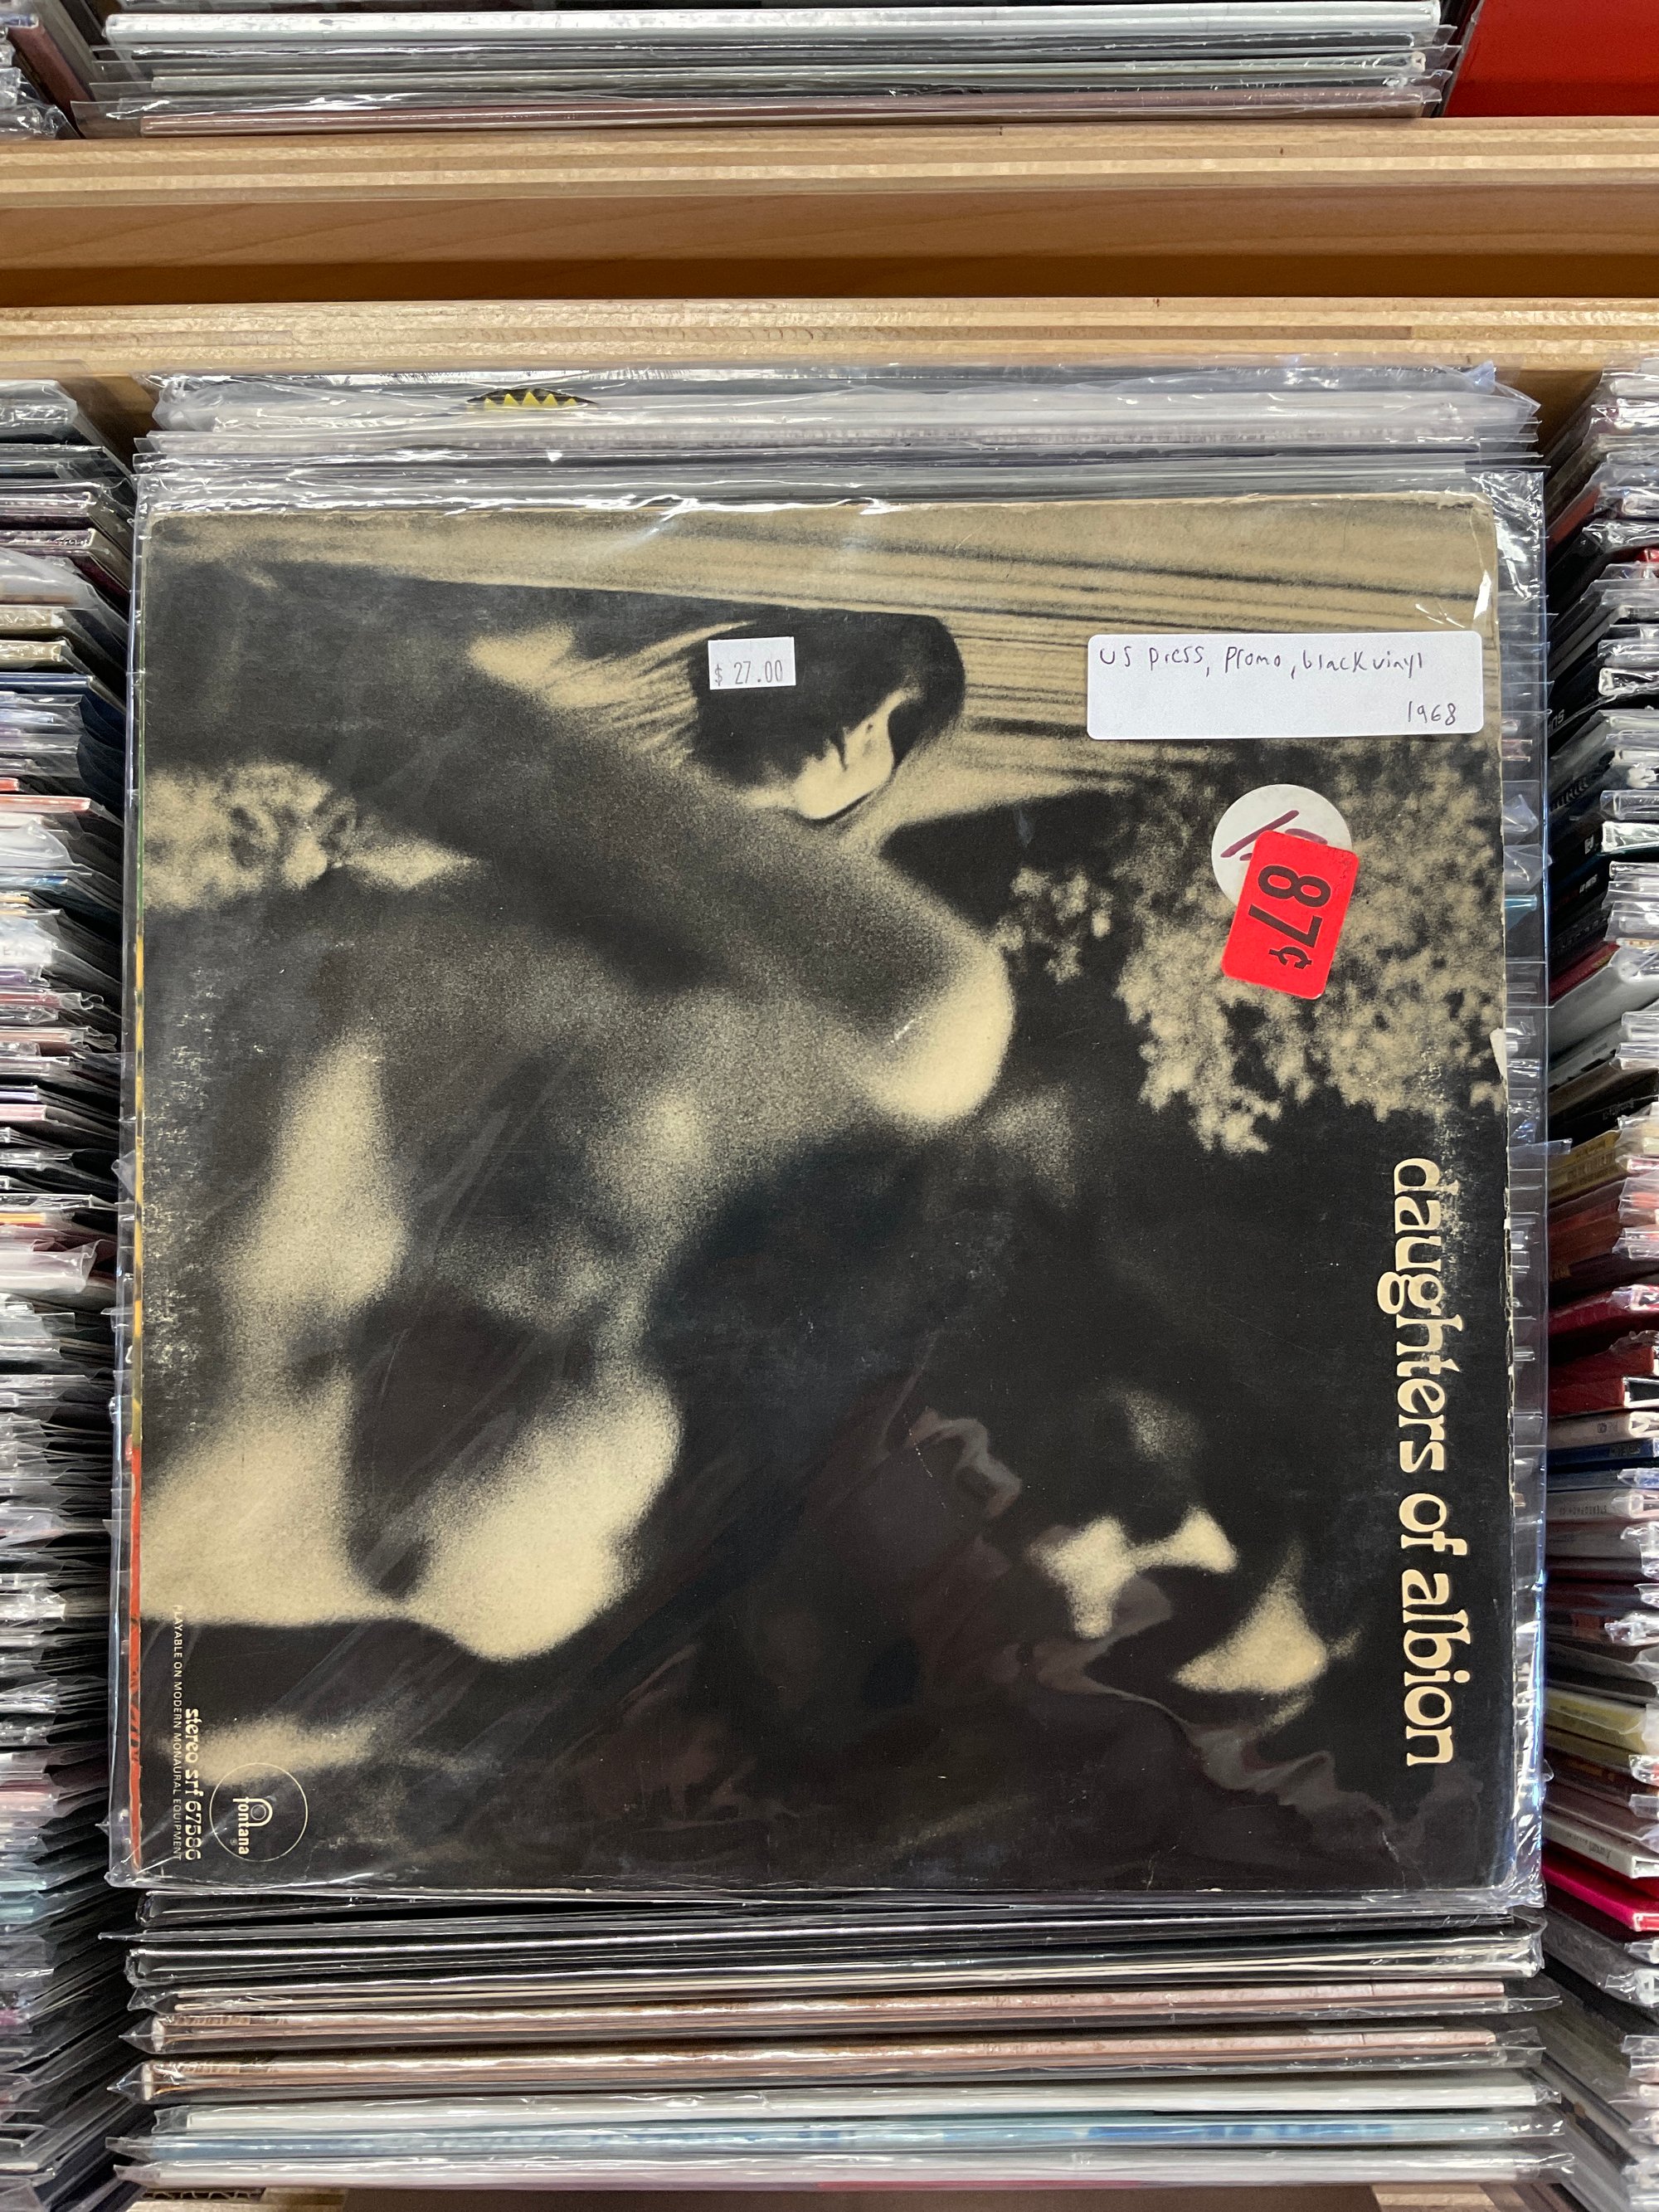 $ 27.00
US press, promo, black vinyl
1968
87¢
daughters of albion
PLAYABLE ON MODERN MONAURAL EQUIPMENT
stereo srf 67586
fontana